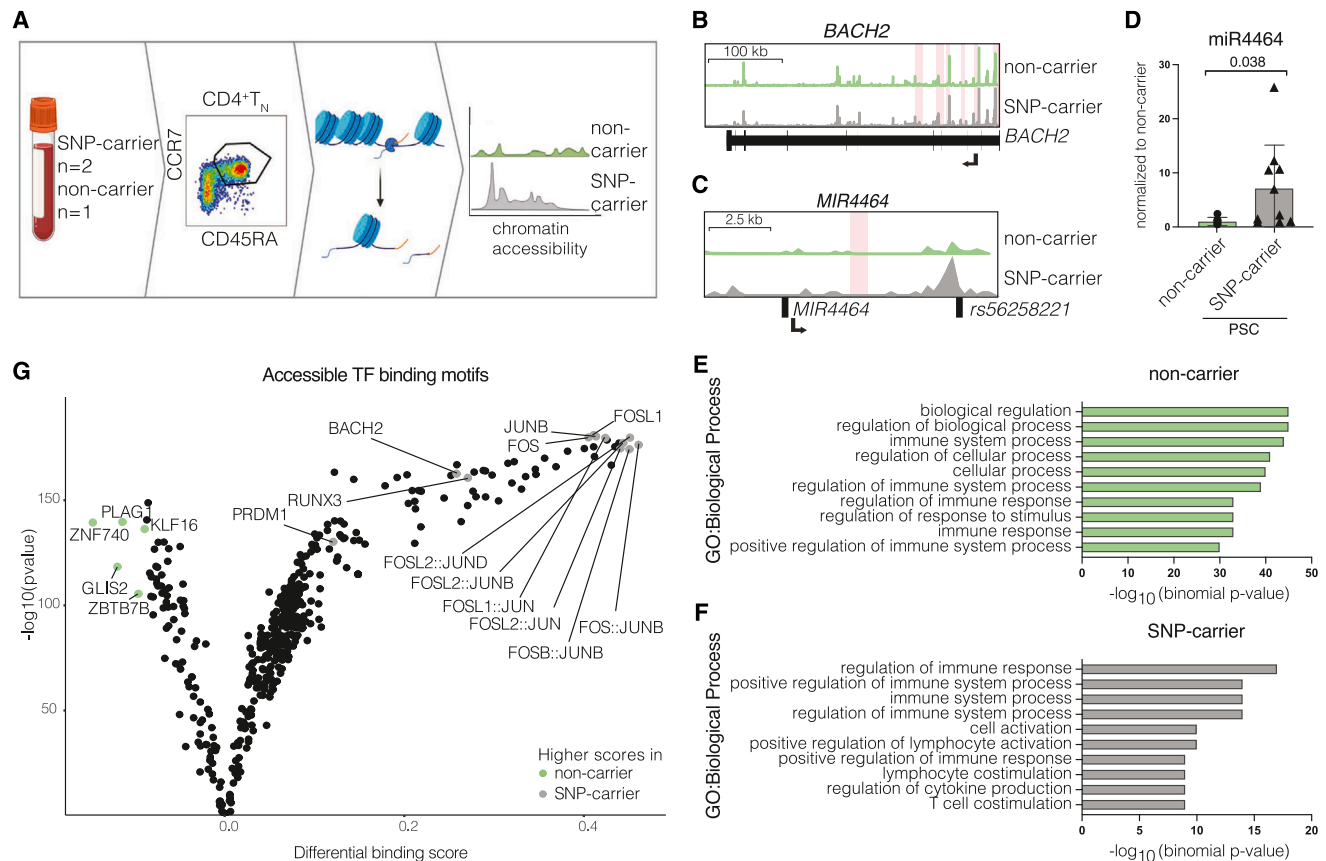 A
SNP-carrier
n=2
non-carrier
n=1
CD4+TN
CCR7
CD45RA
non-
carrier
SNP-
carrier
chromatin
accessibility
B
BACH2
100 kb
non-carrier
SNP-carrier
BACH2
C
MIR4464
2.5 kb
non-carrier
SNP-carrier
MIR4464
rs56258221
D
miR4464
0.038
normalized to non-carrier
30
20
10
0
non-carrier
SNP-carrier
PSC
G
Accessible TF binding motifs
-log10(pvalue)
150
100
50
0.0
0.2
0.4
Differential binding score
PLAG1
ZNF740
KLF16
GLIS2
ZBTB7B
BACH2
RUNX3
PRDM1
JUNB
FOS
FOSL1
FOSL2::JUND
FOSL2::JUNB
FOSL1::JUN
FOSL2::JUN
FOSB::JUNB
FOS::JUNB
Higher scores in
non-carrier
SNP-carrier
E
non-carrier
GO:Biological Process
biological regulation
regulation of biological process
immune system process
regulation of cellular process
cellular process
regulation of immune system process
regulation of immune response
regulation of response to stimulus
immune response
positive regulation of immune system process
0 10 20 30 40 50
-log10 (binomial p-value)
F
SNP-carrier
GO:Biological Process
regulation of immune response
positive regulation of immune system process
immune system process
regulation of immune system process
cell activation
positive regulation of lymphocyte activation
positive regulation of immune response
lymphocyte costimulation
regulation of cytokine production
T cell costimulation
0 5 10 15 20
-log10 (binomial p-value)